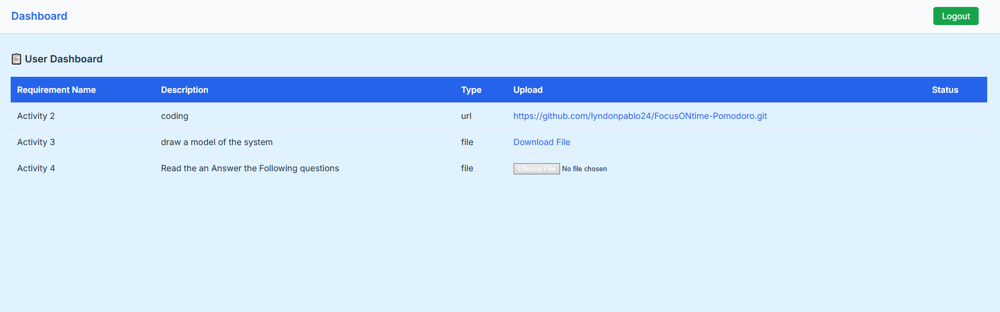 Dashboard
Logout
User Dashboard
Requirement Name Description Type Upload Status
Activity 2 coding url https://github.com/lyndonpablo24/FocusONtime-Pomodoro.git
Activity 3 draw a model of the system file Download File
Activity 4 Read the an Answer the Following questions file Choose File No file chosen